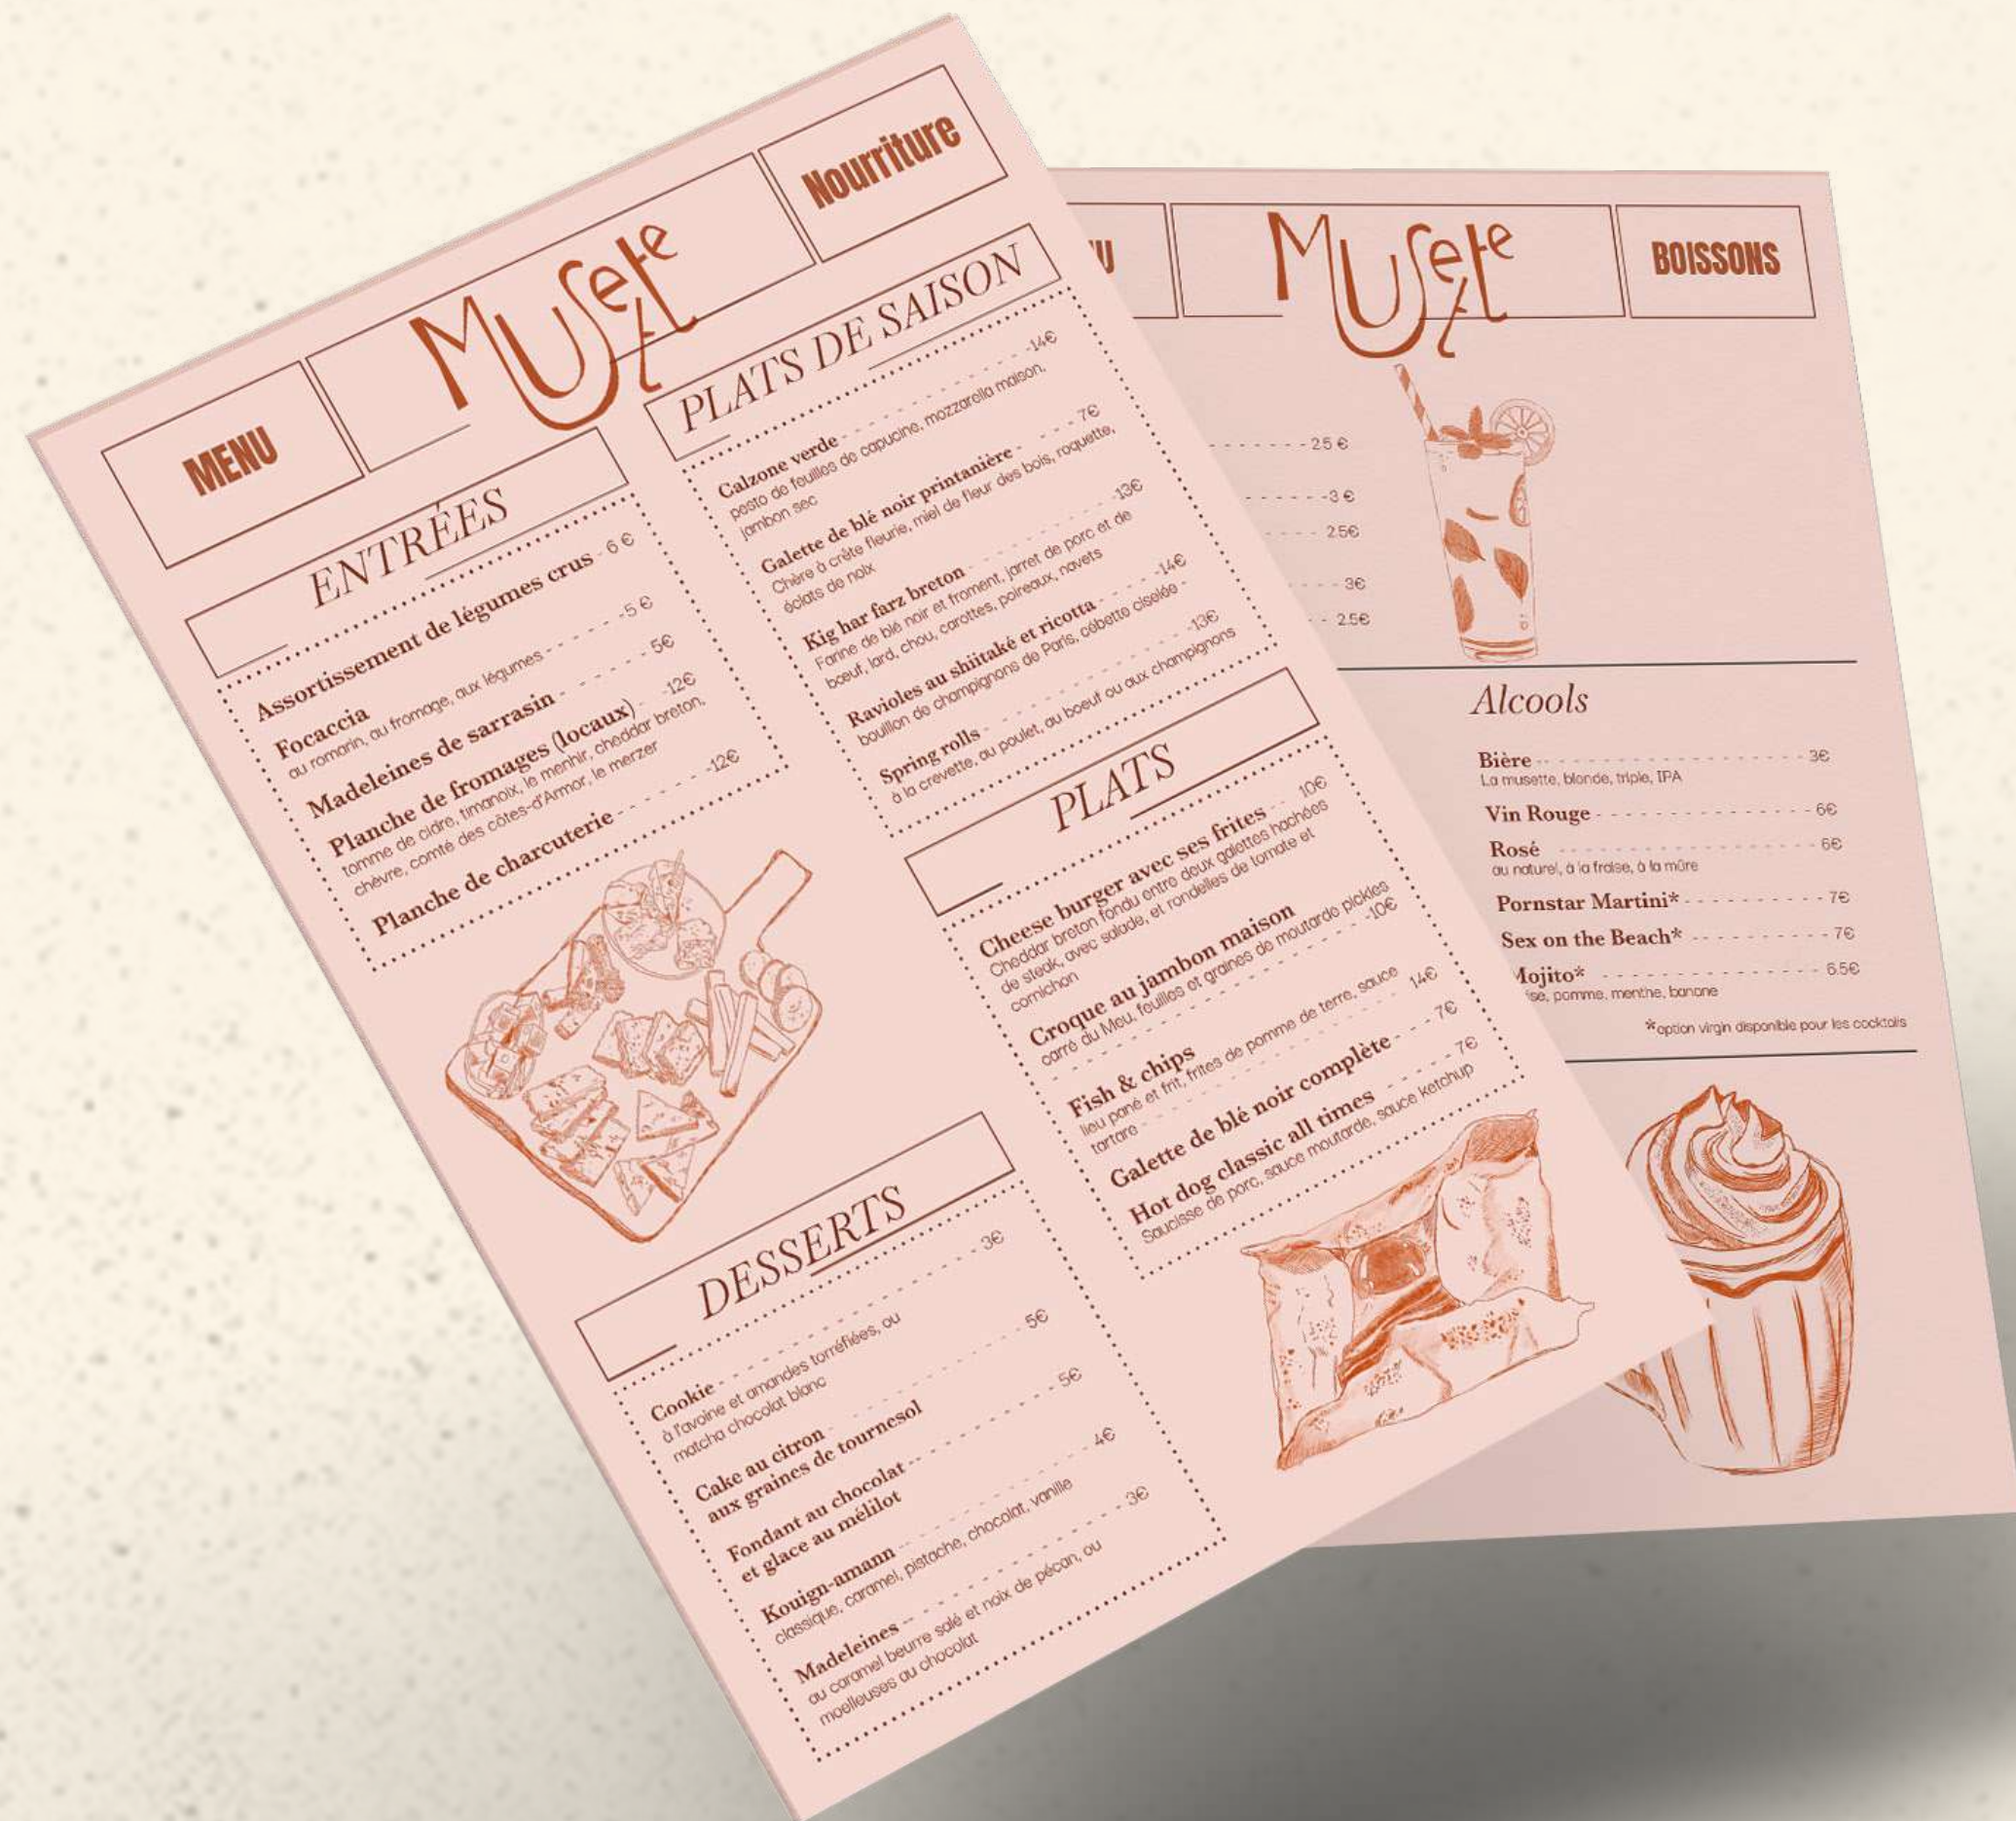 MENU
Musette
Nourriture
ENTRÉES
Assortissement de légumes crus - 6 €
Focaccia
au romarin, au fromage, aux légumes - - - - - - -5 €
Madeleines de sarrasin - - - - - - 5€
Planche de fromages (locaux) - -12€
tomme de cidre, timanoix, le menhir, cheddar breton,
chèvre, comté des côtes-d'Armor, le merzer
Planche de charcuterie - - - - - - -12€
DESSERTS
Cookie - - - - - - - - - - - - - - - - - - 3€
à l'avoine et amandes torréfiées, ou
matcha chocolat blanc
Cake au citron - - - - - - - - - - - - - - 5€
aux graines de tournesol
Fondant au chocolat - - - - - - - - - - - 5€
et glace au mélilot
Kouign-amann - - - - - - - - - - - - - - 4€
classique, caramel, pistache, chocolat, vanille
Madeleines - - - - - - - - - - - - - - - - 3€
au caramel beurre salé et noix de pécan, ou
moelleuses au chocolat
PLATS DE SAISON
Calzone verde - - - - - - - - - - - - - -14€
pesto de feuilles de capucine, mozzarella maison,
jambon sec
Galette de blé noir printanière - - - - - 7€
Chère à crête fleurie, miel de fleur des bois, roquette,
éclats de noix
Kig har farz breton - - - - - - - - - - -13€
Farine de blé noir et froment, jarret de porc et de
bœuf, lard, chou, carottes, poireaux, navets
Ravioles au shiitaké et ricotta - - - - - -14€
bouillon de champignons de Paris, cébette ciselée -
Spring rolls - - - - - - - - - - - - - - -13€
à la crevette, au poulet, au boeuf ou aux champignons
PLATS
Cheese burger avec ses frites - - 10€
Cheddar breton fondu entre deux galettes hachées
de steak, avec salade, et rondelles de tomate et
cornichon
Croque au jambon maison
carré du Meu, feuilles et graines de moutarde pickles
- - - - - - - - - - - - - - - - - - - - -10€
Fish & chips
lieu pané et frit, frites de pomme de terre, sauce
tartare - - - - - - - - - - - - - - - - - 14€
Galette de blé noir complète - - - - 7€
Hot dog classic all times - - - - - - 7€
Saucisse de porc, sauce moutarde, sauce ketchup
U
Musette
BOISSONS
- - - - - - -2.5 €
- - - - - - -3 €
- - - - 2.5€
- - - 3€
- - 2.5€
Alcools
Bière - - - - - - - - - - - - - - - - - - - 3€
La musette, blonde, triple, IPA
Vin Rouge - - - - - - - - - - - - - - - 6€
Rosé - - - - - - - - - - - - - - - - - - 6€
au naturel, à la fraise, à la mûre
Pornstar Martini* - - - - - - - - - - 7€
Sex on the Beach* - - - - - - - - - - 7€
Mojito* - - - - - - - - - - - - - - - - 6.5€
ise, pomme, menthe, banane
*option virgin disponible pour les cocktails